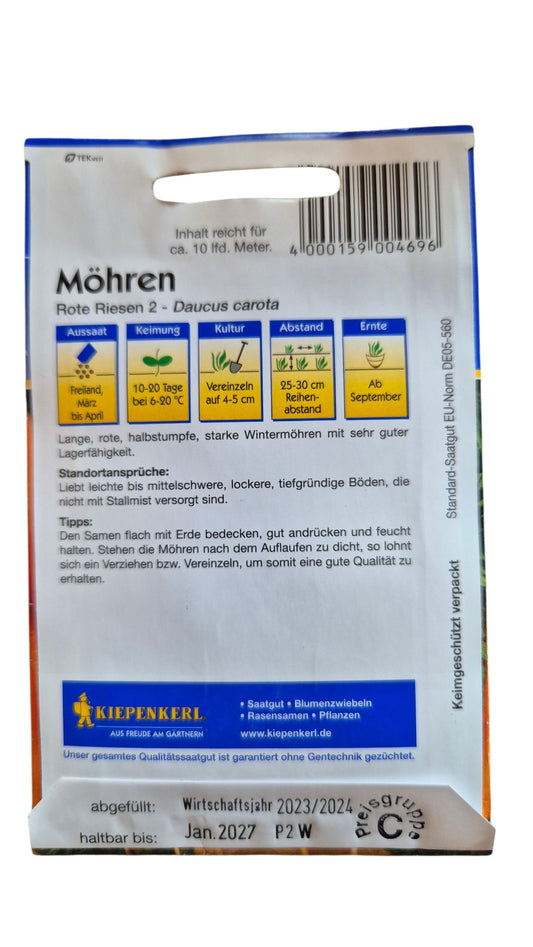 TEKvern
Inhalt reicht für
ca. 10 lfd. Meter.
4 000159 004696
Möhren
Rote Riesen 2 - Daucus carota
Aussaat
Freiland,
März
bis April
Keimung
10-20 Tage
bei 6-20 °C
Kultur
Vereinzeln
auf 4-5 cm
Abstand
25-30 cm
Reihen-
abstand
Ernte
Ab
September
Lange, rote, halbstumpfe, starke Wintermöhren mit sehr guter
Lagerfähigkeit.
Standortansprüche:
Liebt leichte bis mittelschwere, lockere, tiefgründige Böden, die
nicht mit Stallmist versorgt sind.
Tipps:
Den Samen flach mit Erde bedecken, gut andrücken und feucht
halten. Stehen die Möhren nach dem Auflaufen zu dicht, so lohnt
sich ein Verziehen bzw. Vereinzeln, um somit eine gute Qualität zu
erhalten.
Standard-Saatgut EU-Norm DE05-560
Keimgeschützt verpackt
KIEPENKERL
AUS FREUDE AM GÄRTNERN
• Saatgut • Blumenzwiebeln
• Rasensamen • Pflanzen
www.kiepenkerl.de
Unser gesamtes Qualitätssaatgut ist garantiert ohne Gentechnik gezüchtet.
abgefüllt: Wirtschaftsjahr 2023/2024
haltbar bis: Jan. 2027 P2W
Preisgruppe
C